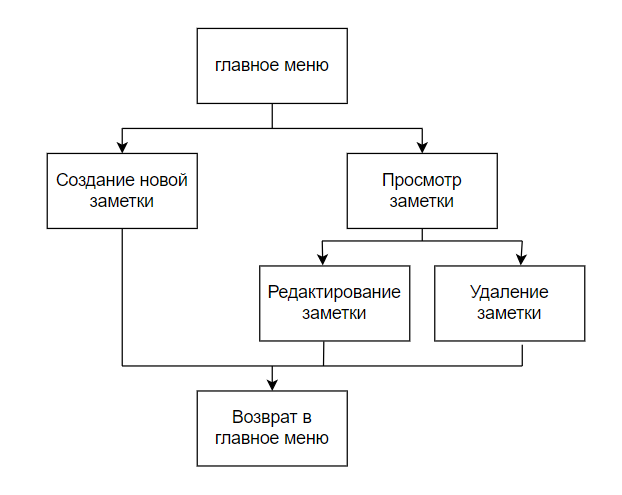 главное меню
Создание новой
заметки
Просмотр
заметки
Редактирование
заметки
Удаление
заметки
Возврат в
главное меню